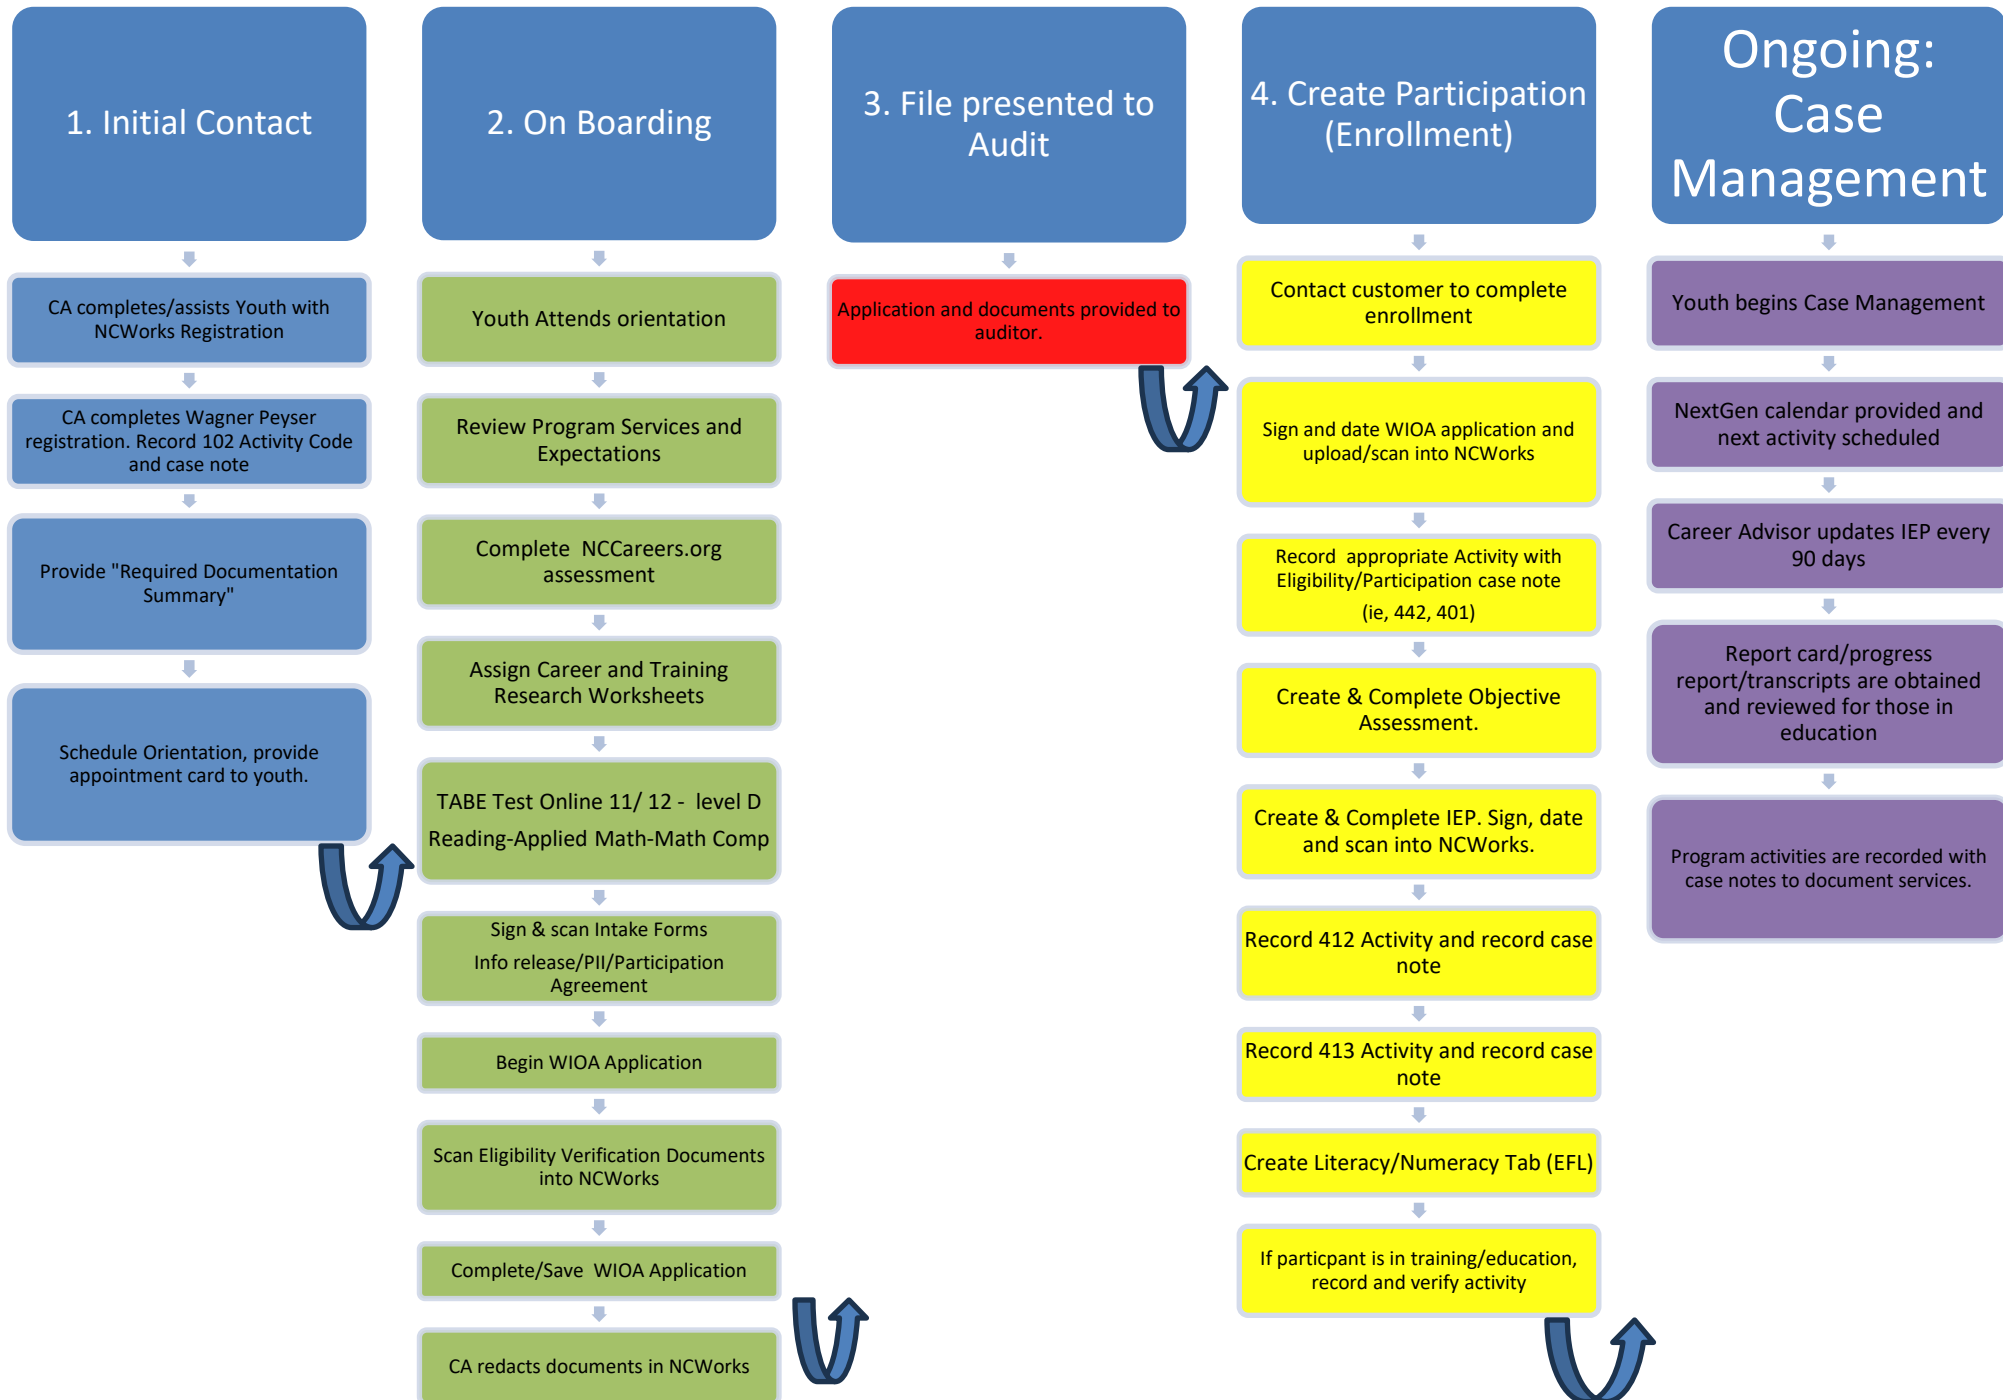 1. Initial Contact
CA completes/assists Youth with
NCWorks Registration
CA completes Wagner Peyser
registration. Record 102 Activity Code
and case note
Provide "Required Documentation
Summary"
Schedule Orientation, provide
appointment card to youth.
2. On Boarding
Youth Attends orientation
Review Program Services and
Expectations
Complete  NCCareers.org
assessment
Assign Career and Training
Research Worksheets
TABE Test Online 11/ 12 -  level D
Reading-Applied Math-Math Comp
Sign & scan Intake Forms
Info release/PII/Participation
Agreement
Begin WIOA Application
Scan Eligibility Verification Documents
into NCWorks
Complete/Save  WIOA Application
CA redacts documents in NCWorks
3. File presented to
Audit
Application and documents provided to
auditor.
4. Create Participation
(Enrollment)
Contact customer to complete
enrollment
Sign and date WIOA application and
upload/scan into NCWorks
Record  appropriate Activity with
Eligibility/Participation case note
(ie, 442, 401)
Create & Complete Objective
Assessment.
Create & Complete IEP. Sign, date
and scan into NCWorks.
Record 412 Activity and record case
note
Record 413 Activity and record case
note
Create Literacy/Numeracy Tab (EFL)
If particpant is in training/education,
record and verify activity
Ongoing:
Case
Management
Youth begins Case Management
NextGen calendar provided and
next activity scheduled
Career Advisor updates IEP every
90 days
Report card/progress
report/transcripts are obtained
and reviewed for those in
education
Program activities are recorded with
case notes to document services.